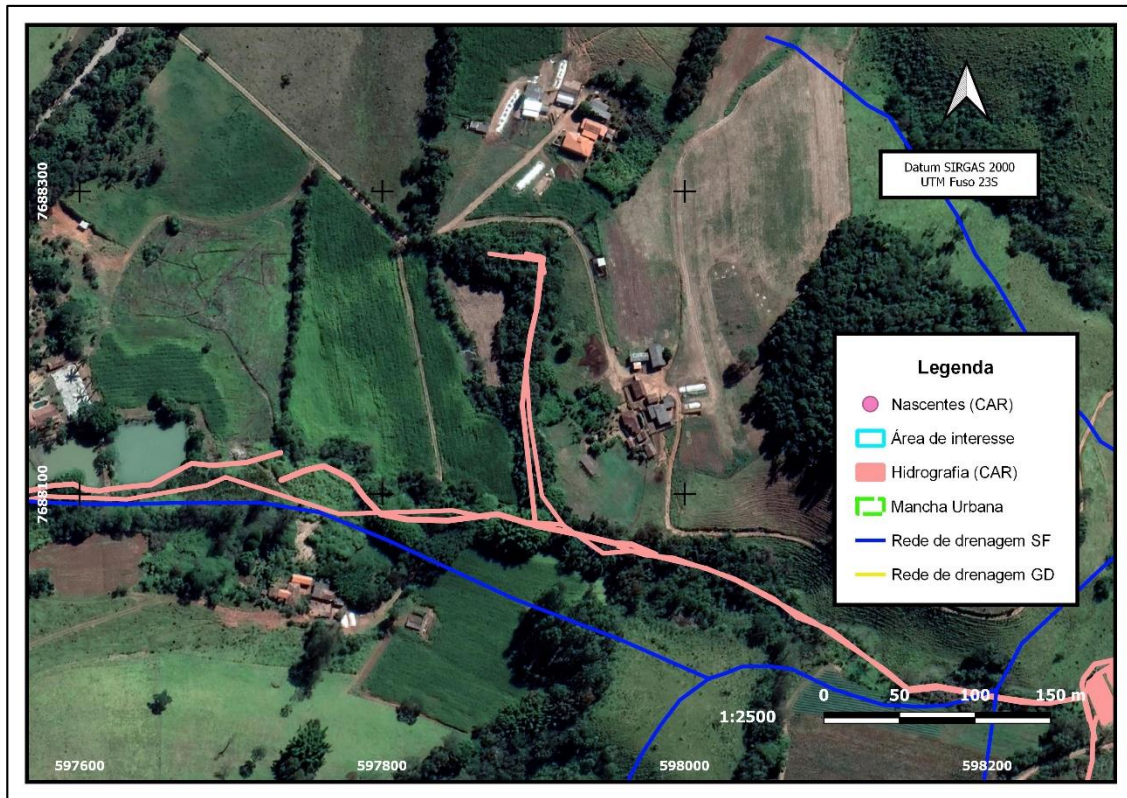 Datum SIRGAS 2000
UTM Fuso 23S
7688300
7688100
Legenda
Nascentes (CAR)
Área de interesse
Hidrografia (CAR)
Mancha Urbana
Rede de drenagem SF
Rede de drenagem GD
0 50 100 150 m
1:2500
597600 597800 598000 598200